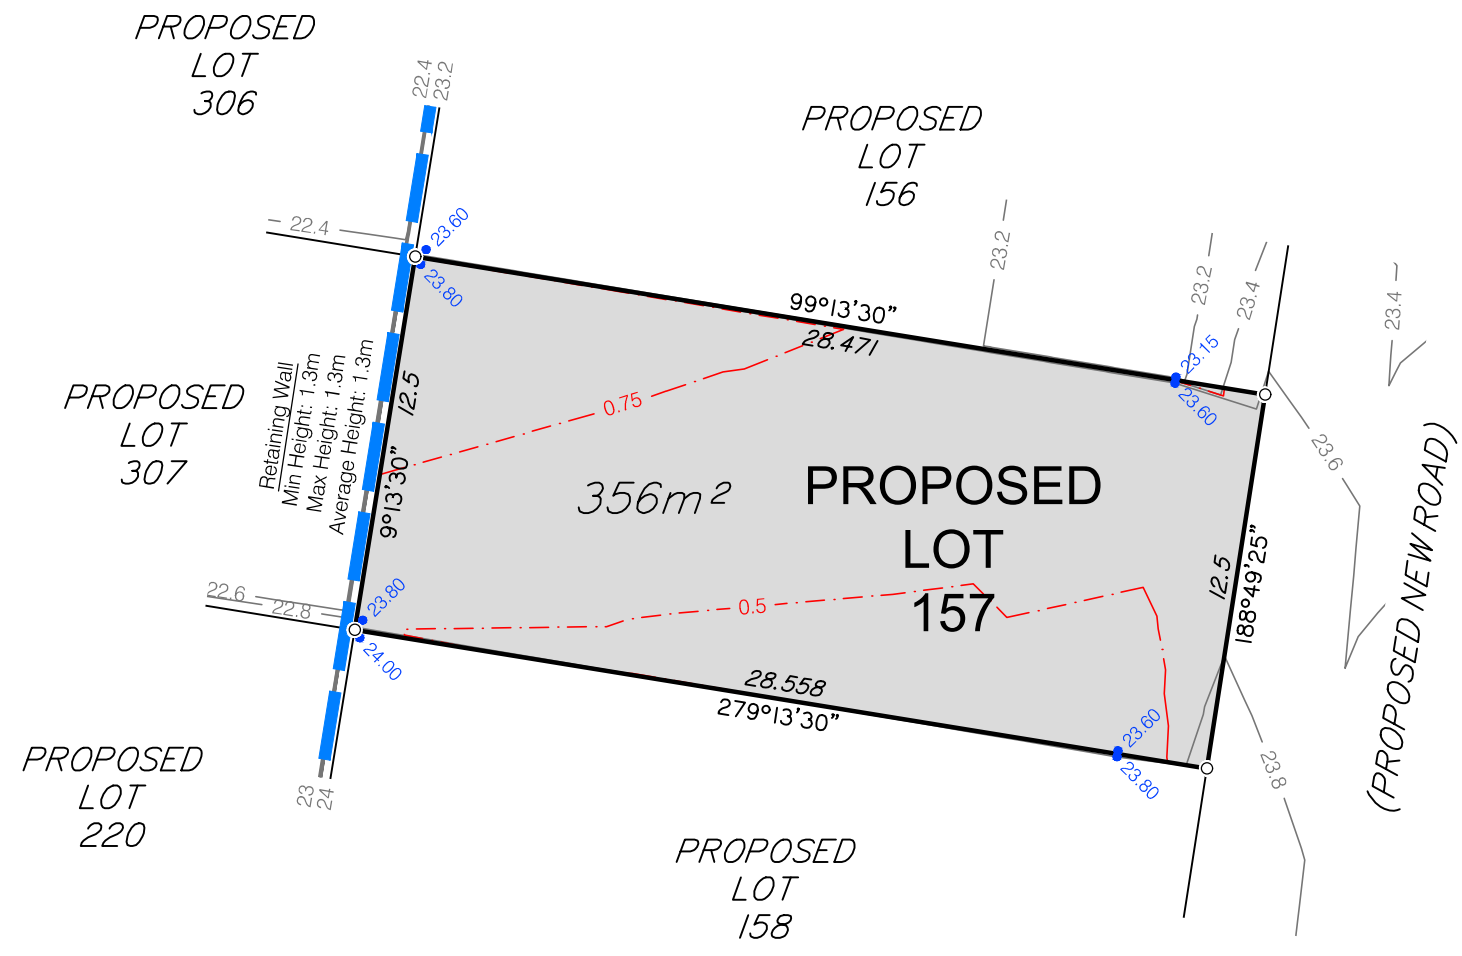 PROPOSED
LOT
306
22.4
23.2
PROPOSED
LOT
156
22.4
23.60
23.80
23.2
23.2
23.4
23.4
99°13'30"
28.471
23.15
23.60
PROPOSED
LOT
307
Retaining Wall
Min Height: 1.3m
Max Height: 1.3m
Average Height: 1.3m
12.5
9°13'30"
0.75
356m²
PROPOSED
LOT
157
23.6
(PROPOSED NEW ROAD)
12.5
188°49'25"
22.6
22.8
23.80
24.00
0.5
28.558
279°13'30"
23.60
23.80
23.8
PROPOSED
LOT
220
23
24
PROPOSED
LOT
158